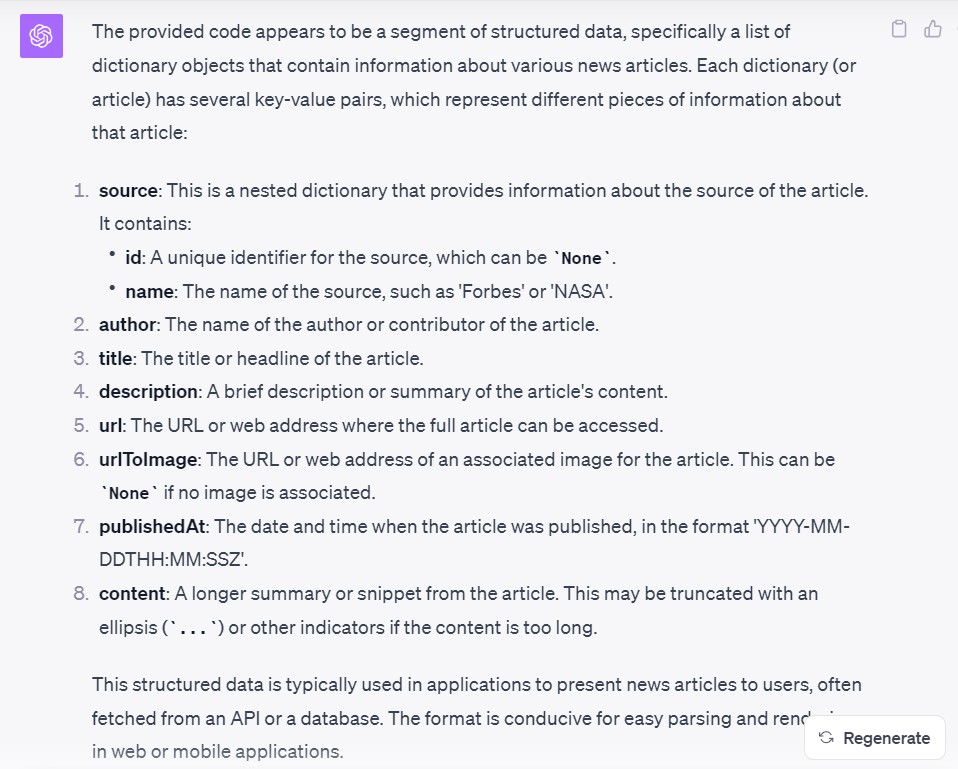 The provided code appears to be a segment of structured data, specifically a list of
dictionary objects that contain information about various news articles. Each dictionary (or
article) has several key-value pairs, which represent different pieces of information about
that article:
1. source: This is a nested dictionary that provides information about the source of the article.
It contains:
• id: A unique identifier for the source, which can be `None`.
• name: The name of the source, such as 'Forbes' or 'NASA'.
2. author: The name of the author or contributor of the article.
3. title: The title or headline of the article.
4. description: A brief description or summary of the article's content.
5. url: The URL or web address where the full article can be accessed.
6. urlToImage: The URL or web address of an associated image for the article. This can be
`None` if no image is associated.
7. publishedAt: The date and time when the article was published, in the format 'YYYY-MM-
DDTHH:MM:SSZ'.
8. content: A longer summary or snippet from the article. This may be truncated with an
ellipsis (`...`) or other indicators if the content is too long.
This structured data is typically used in applications to present news articles to users, often
fetched from an API or a database. The format is conducive for easy parsing and
in web or mobile applications.
Regenerate